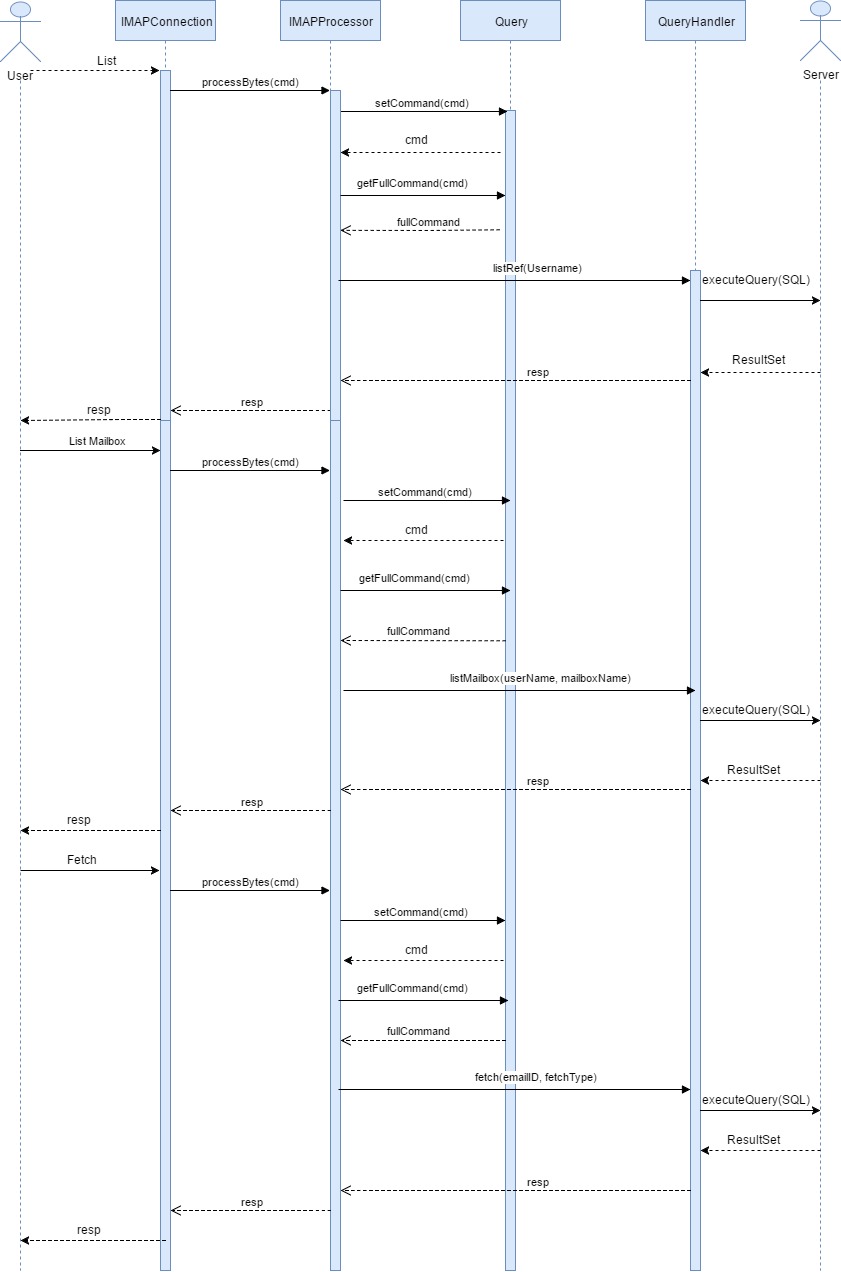 IMAPConnection
IMAPProcessor
Query
QueryHandler
User
Server
List
processBytes(cmd)
setCommand(cmd)
cmd
getFullCommand(cmd)
fullCommand
listRef(Username)
executeQuery(SQL)
ResultSet
resp
resp
resp
List Mailbox
processBytes(cmd)
setCommand(cmd)
cmd
getFullCommand(cmd)
fullCommand
listMailbox(userName, mailboxName)
executeQuery(SQL)
ResultSet
resp
resp
resp
Fetch
processBytes(cmd)
setCommand(cmd)
cmd
getFullCommand(cmd)
fullCommand
fetch(emailID, fetchType)
executeQuery(SQL)
ResultSet
resp
resp
resp